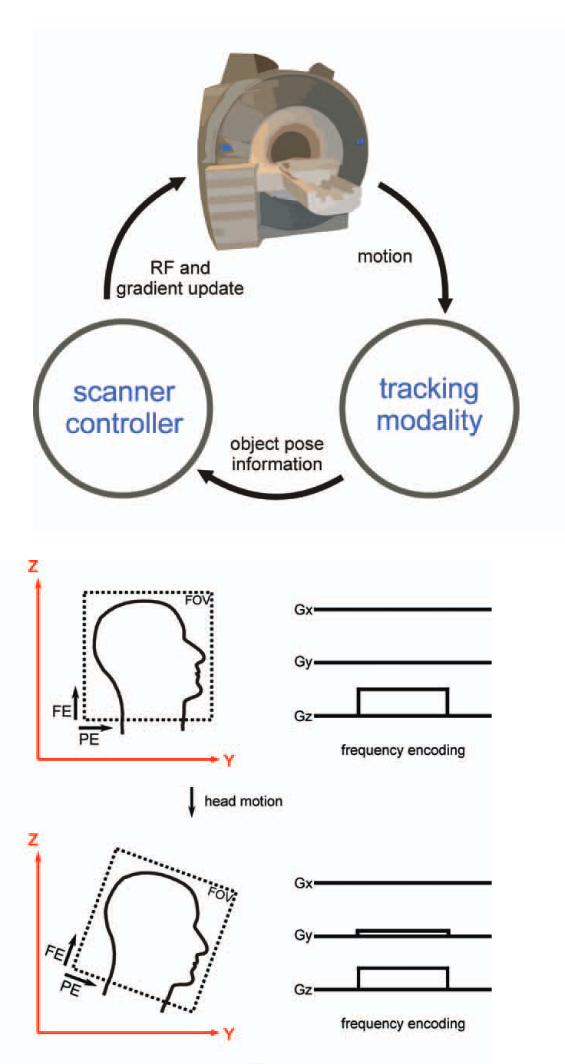 RF and
gradient update
motion
scanner
controller
tracking
modality
object pose
information
Z
FOV
FE
PE
Y
Gx
Gy
Gz
frequency encoding
head motion
Z
FOV
FE
PE
Y
Gx
Gy
Gz
frequency encoding